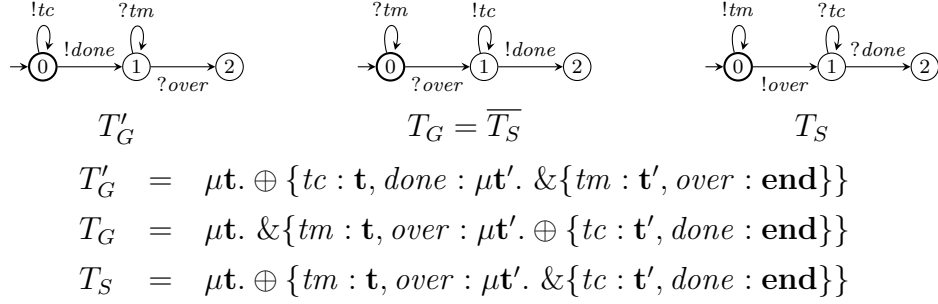 !tc ?tm ?tm !tc !tm ?tc
0 !done 1 ?over 2 0 ?over 1 !done 2 0 !over 1 ?done 2
T′_G T_G = \overline{T_S} T_S
T′_G = μt. ⊕ {tc : t, done : μt′. &{tm : t′, over : end}}
T_G = μt. &{tm : t, over : μt′. ⊕ {tc : t′, done : end}}
T_S = μt. ⊕ {tm : t, over : μt′. &{tc : t′, done : end}}